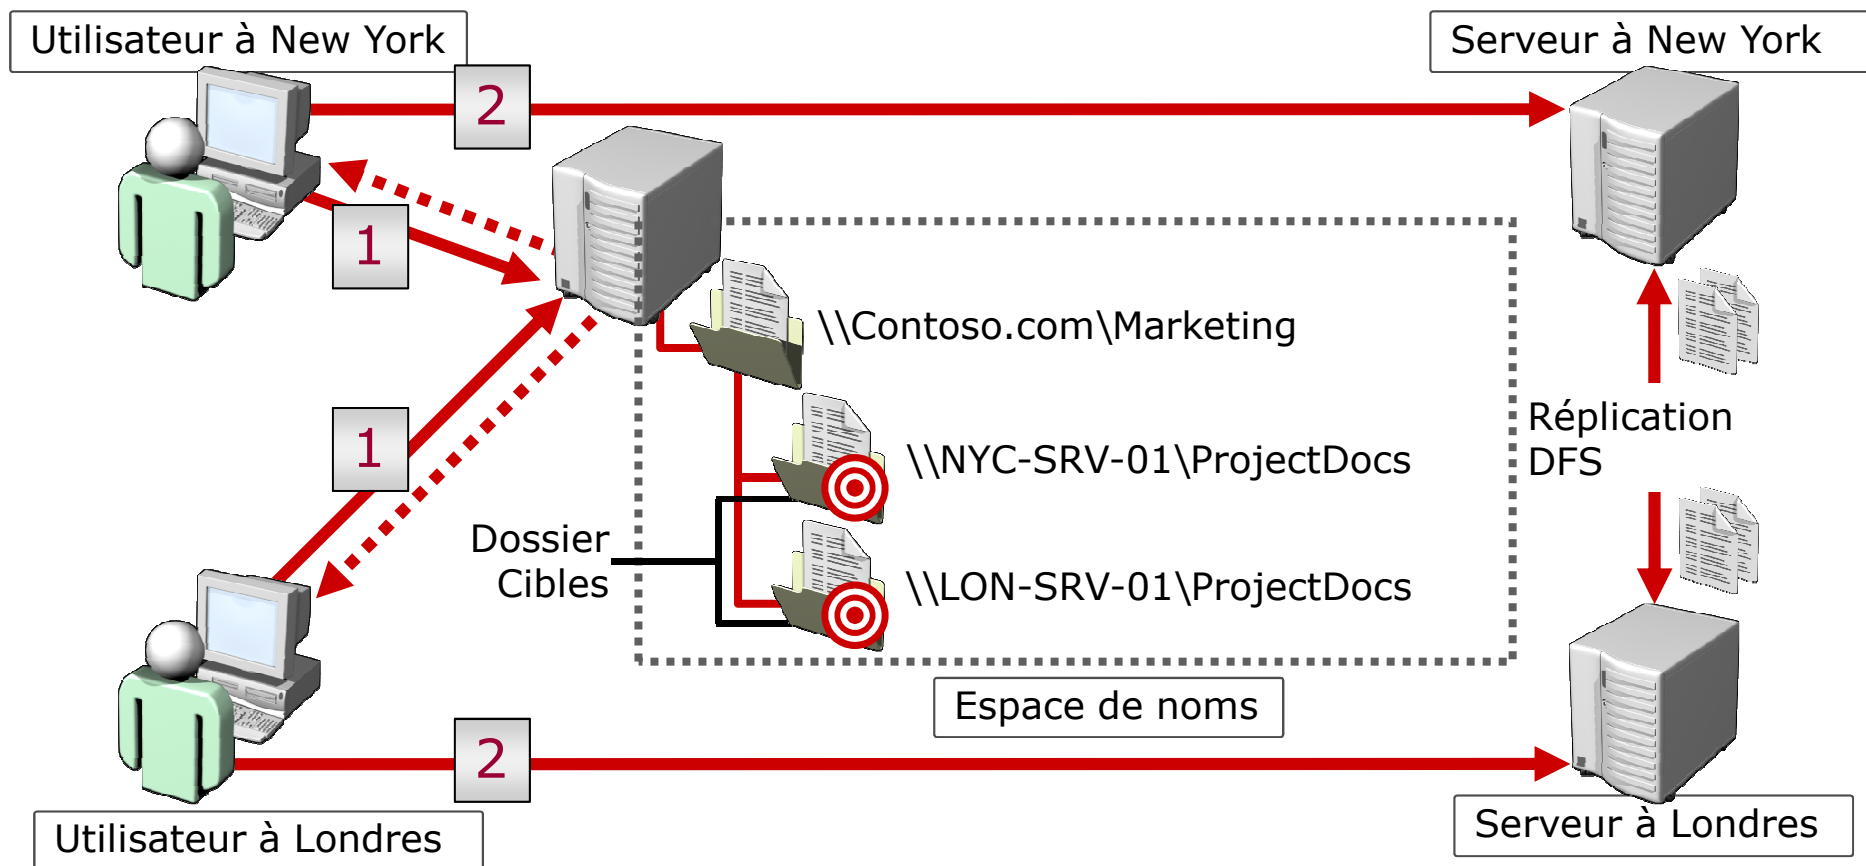 Utilisateur à New York
Serveur à New York
2
1
\\Contoso.com\Marketing
Réplication
DFS
1
\\NYC-SRV-01\ProjectDocs
Dossier
Cibles
\\LON-SRV-01\ProjectDocs
Espace de noms
2
Utilisateur à Londres
Serveur à Londres